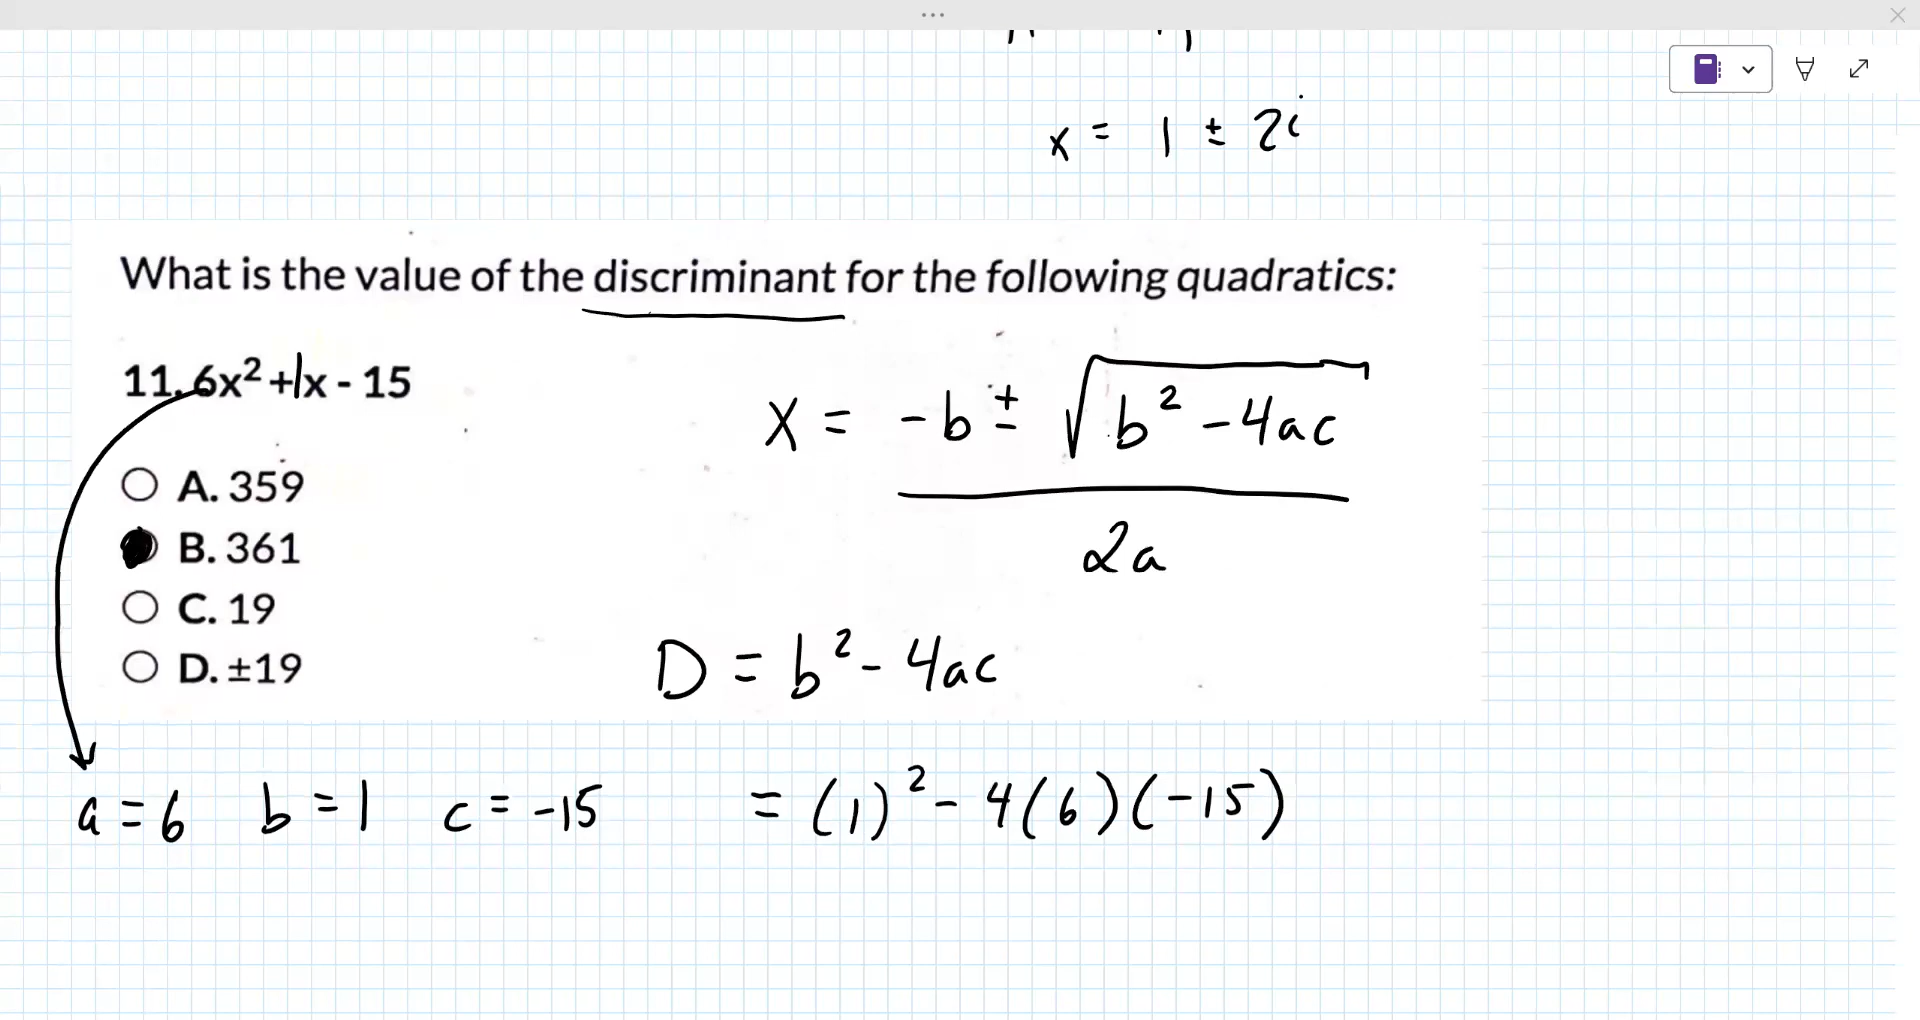 x = 1 ± 2i
What is the value of the discriminant for the following quadratics:
11. 6x² + 1x - 15
x = -b ± √b² - 4ac
2a
A. 359
B. 361
C. 19
D. ±19
D = b² - 4ac
a = 6 b = 1 c = -15 = (1)² - 4(6)(-15)